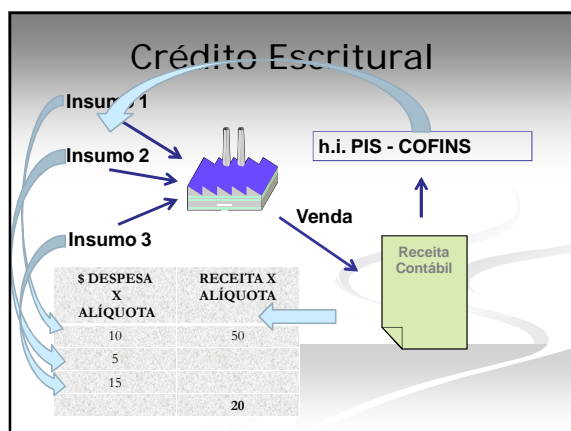 Crédito Escritural
Insumo 1
Insumo 2
h.i. PIS - COFINS
Venda
Insumo 3
Receita
Contábil
$ DESPESA
X
ALÍQUOTA
RECEITA X
ALÍQUOTA
10 50
5
15
20